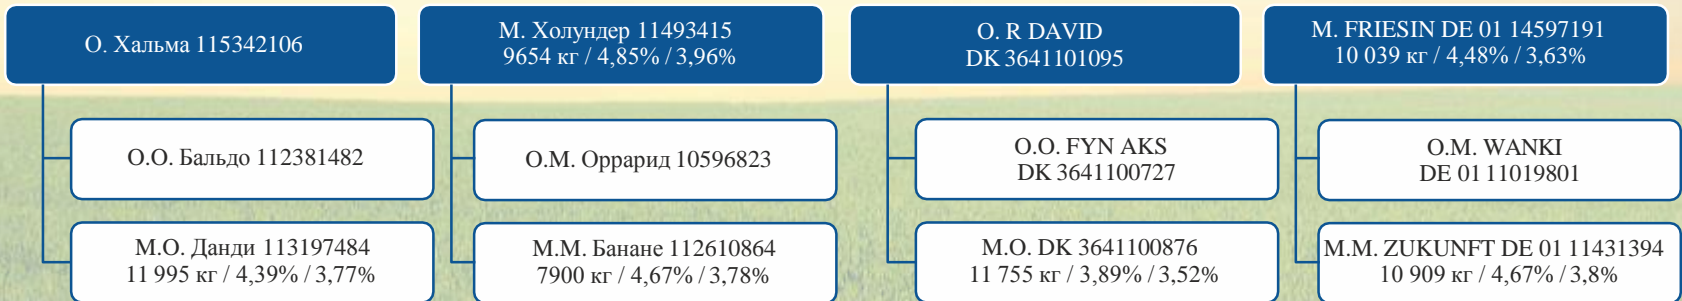 О. Хальма 115342106
О.О. Бальдо 112381482
М.О. Данди 113197484
11 995 кг / 4,39% / 3,77%
М. Холундер 11493415
9654 кг / 4,85% / 3,96%
О.М. Оррарид 10596823
М.М. Банане 112610864
7900 кг / 4,67% / 3,78%
О. R DAVID
DK 3641101095
О.О. FYN AKS
DK 3641100727
М.О. DK 3641100876
11 755 кг / 3,89% / 3,52%
М. FRIESIN DE 01 14597191
10 039 кг / 4,48% / 3,63%
О.М. WANKI
DE 01 11019801
М.М. ZUKUNFT DE 01 11431394
10 909 кг / 4,67% / 3,8%